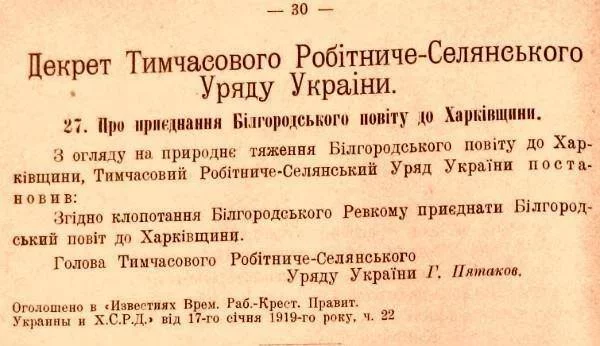 — 30 —
Декрет Тимчасового Робітниче-Селянського
Уряду Украіни.
27. Про приєднання Білгородського повіту до Харківщини.
З огляду на природнє тяження Білгородського повіту до Хар-
ківщини, Тимчасовий Робітниче-Селянський Уряд України поста-
новив:
Згідно клопотання Білгородського Ревкому приєднати Білгород-
ський повіт до Харківщини.
Голова Тимчасового Робітниче-Селянського
Уряду України Г. Пятаков.
Оголошено в «Известиях Врем. Раб.-Крест. Правит.
Украины и Х.С.Р.Д.» від 17-го січня 1919-го року, ч. 22